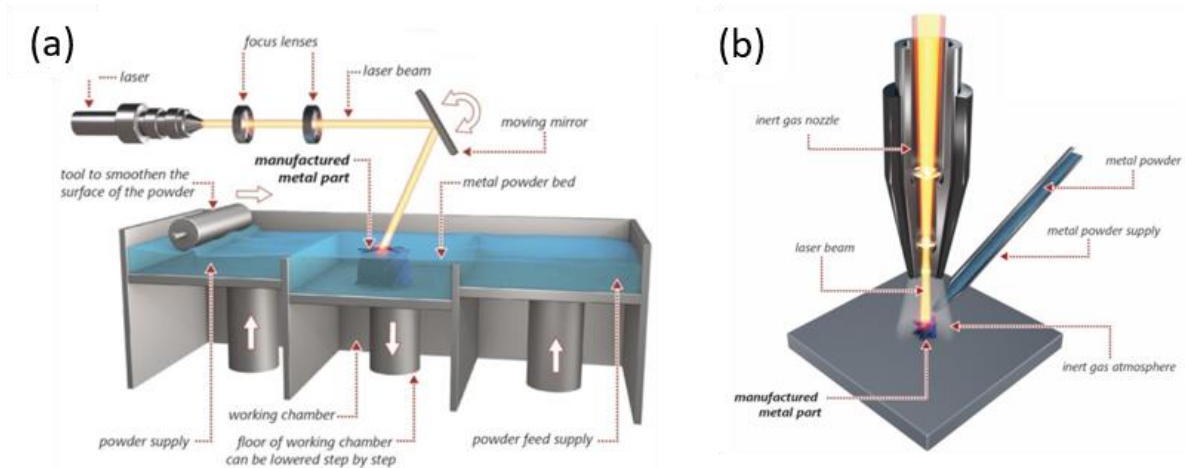 (a)
focus lenses
laser
laser beam
moving mirror
manufactured
metal part
tool to smoothen the
surface of the powder
metal powder bed
working chamber
powder supply
floor of working chamber
can be lowered step by step
powder feed supply
(b)
inert gas nozzle
metal powder
metal powder supply
laser beam
inert gas atmosphere
manufactured
metal part